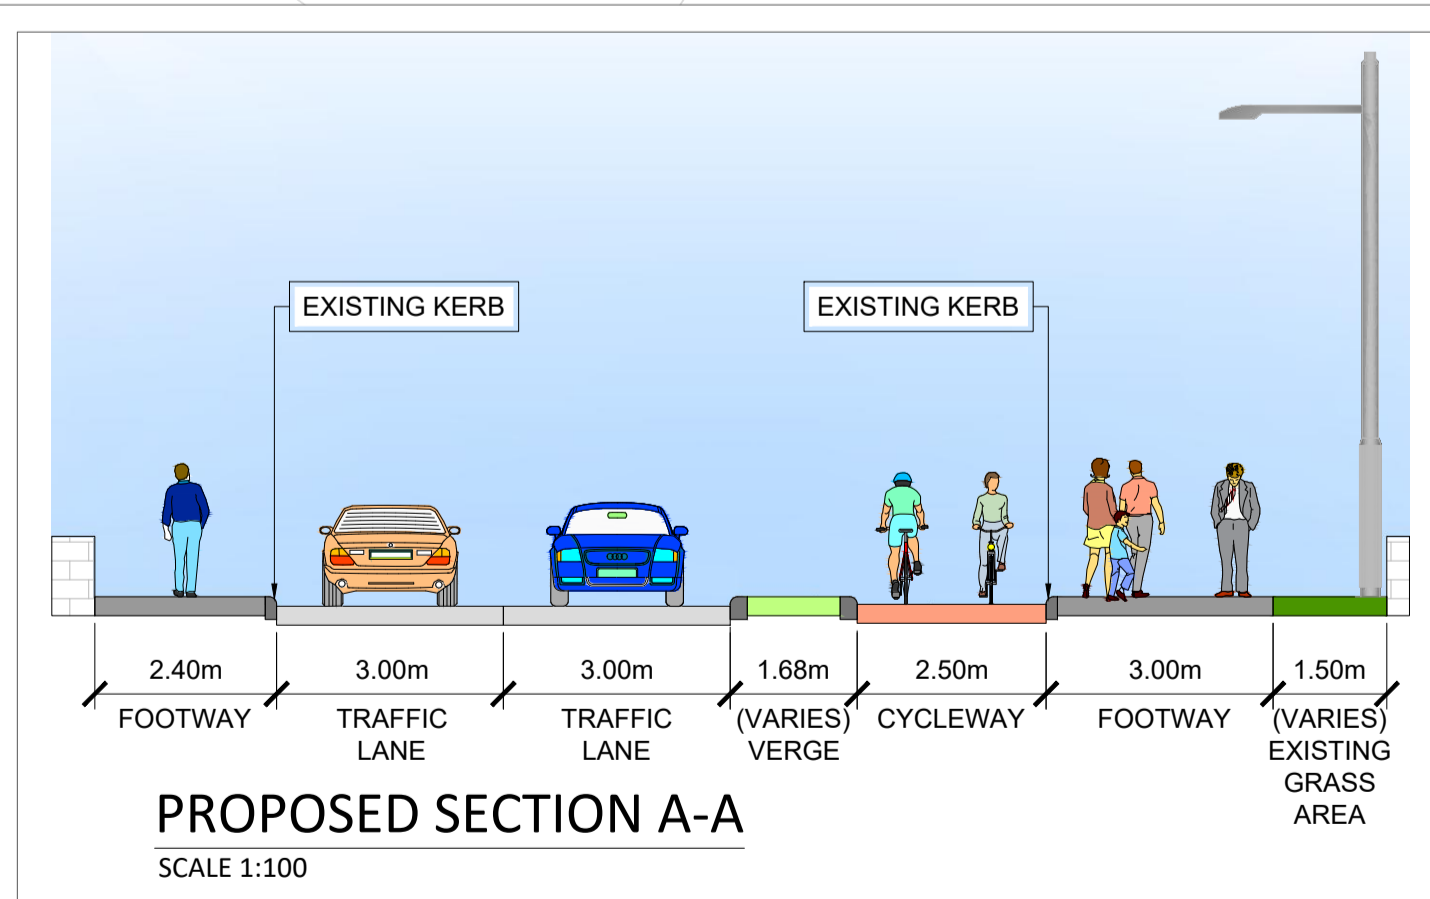 EXISTING KERB
EXISTING KERB
2.40m
3.00m
3.00m
1.68m
2.50m
3.00m
1.50m
FOOTWAY
TRAFFIC
LANE
TRAFFIC
LANE
(VARIES)
VERGE
CYCLEWAY
FOOTWAY
(VARIES)
EXISTING
GRASS
AREA
PROPOSED SECTION A-A
SCALE 1:100